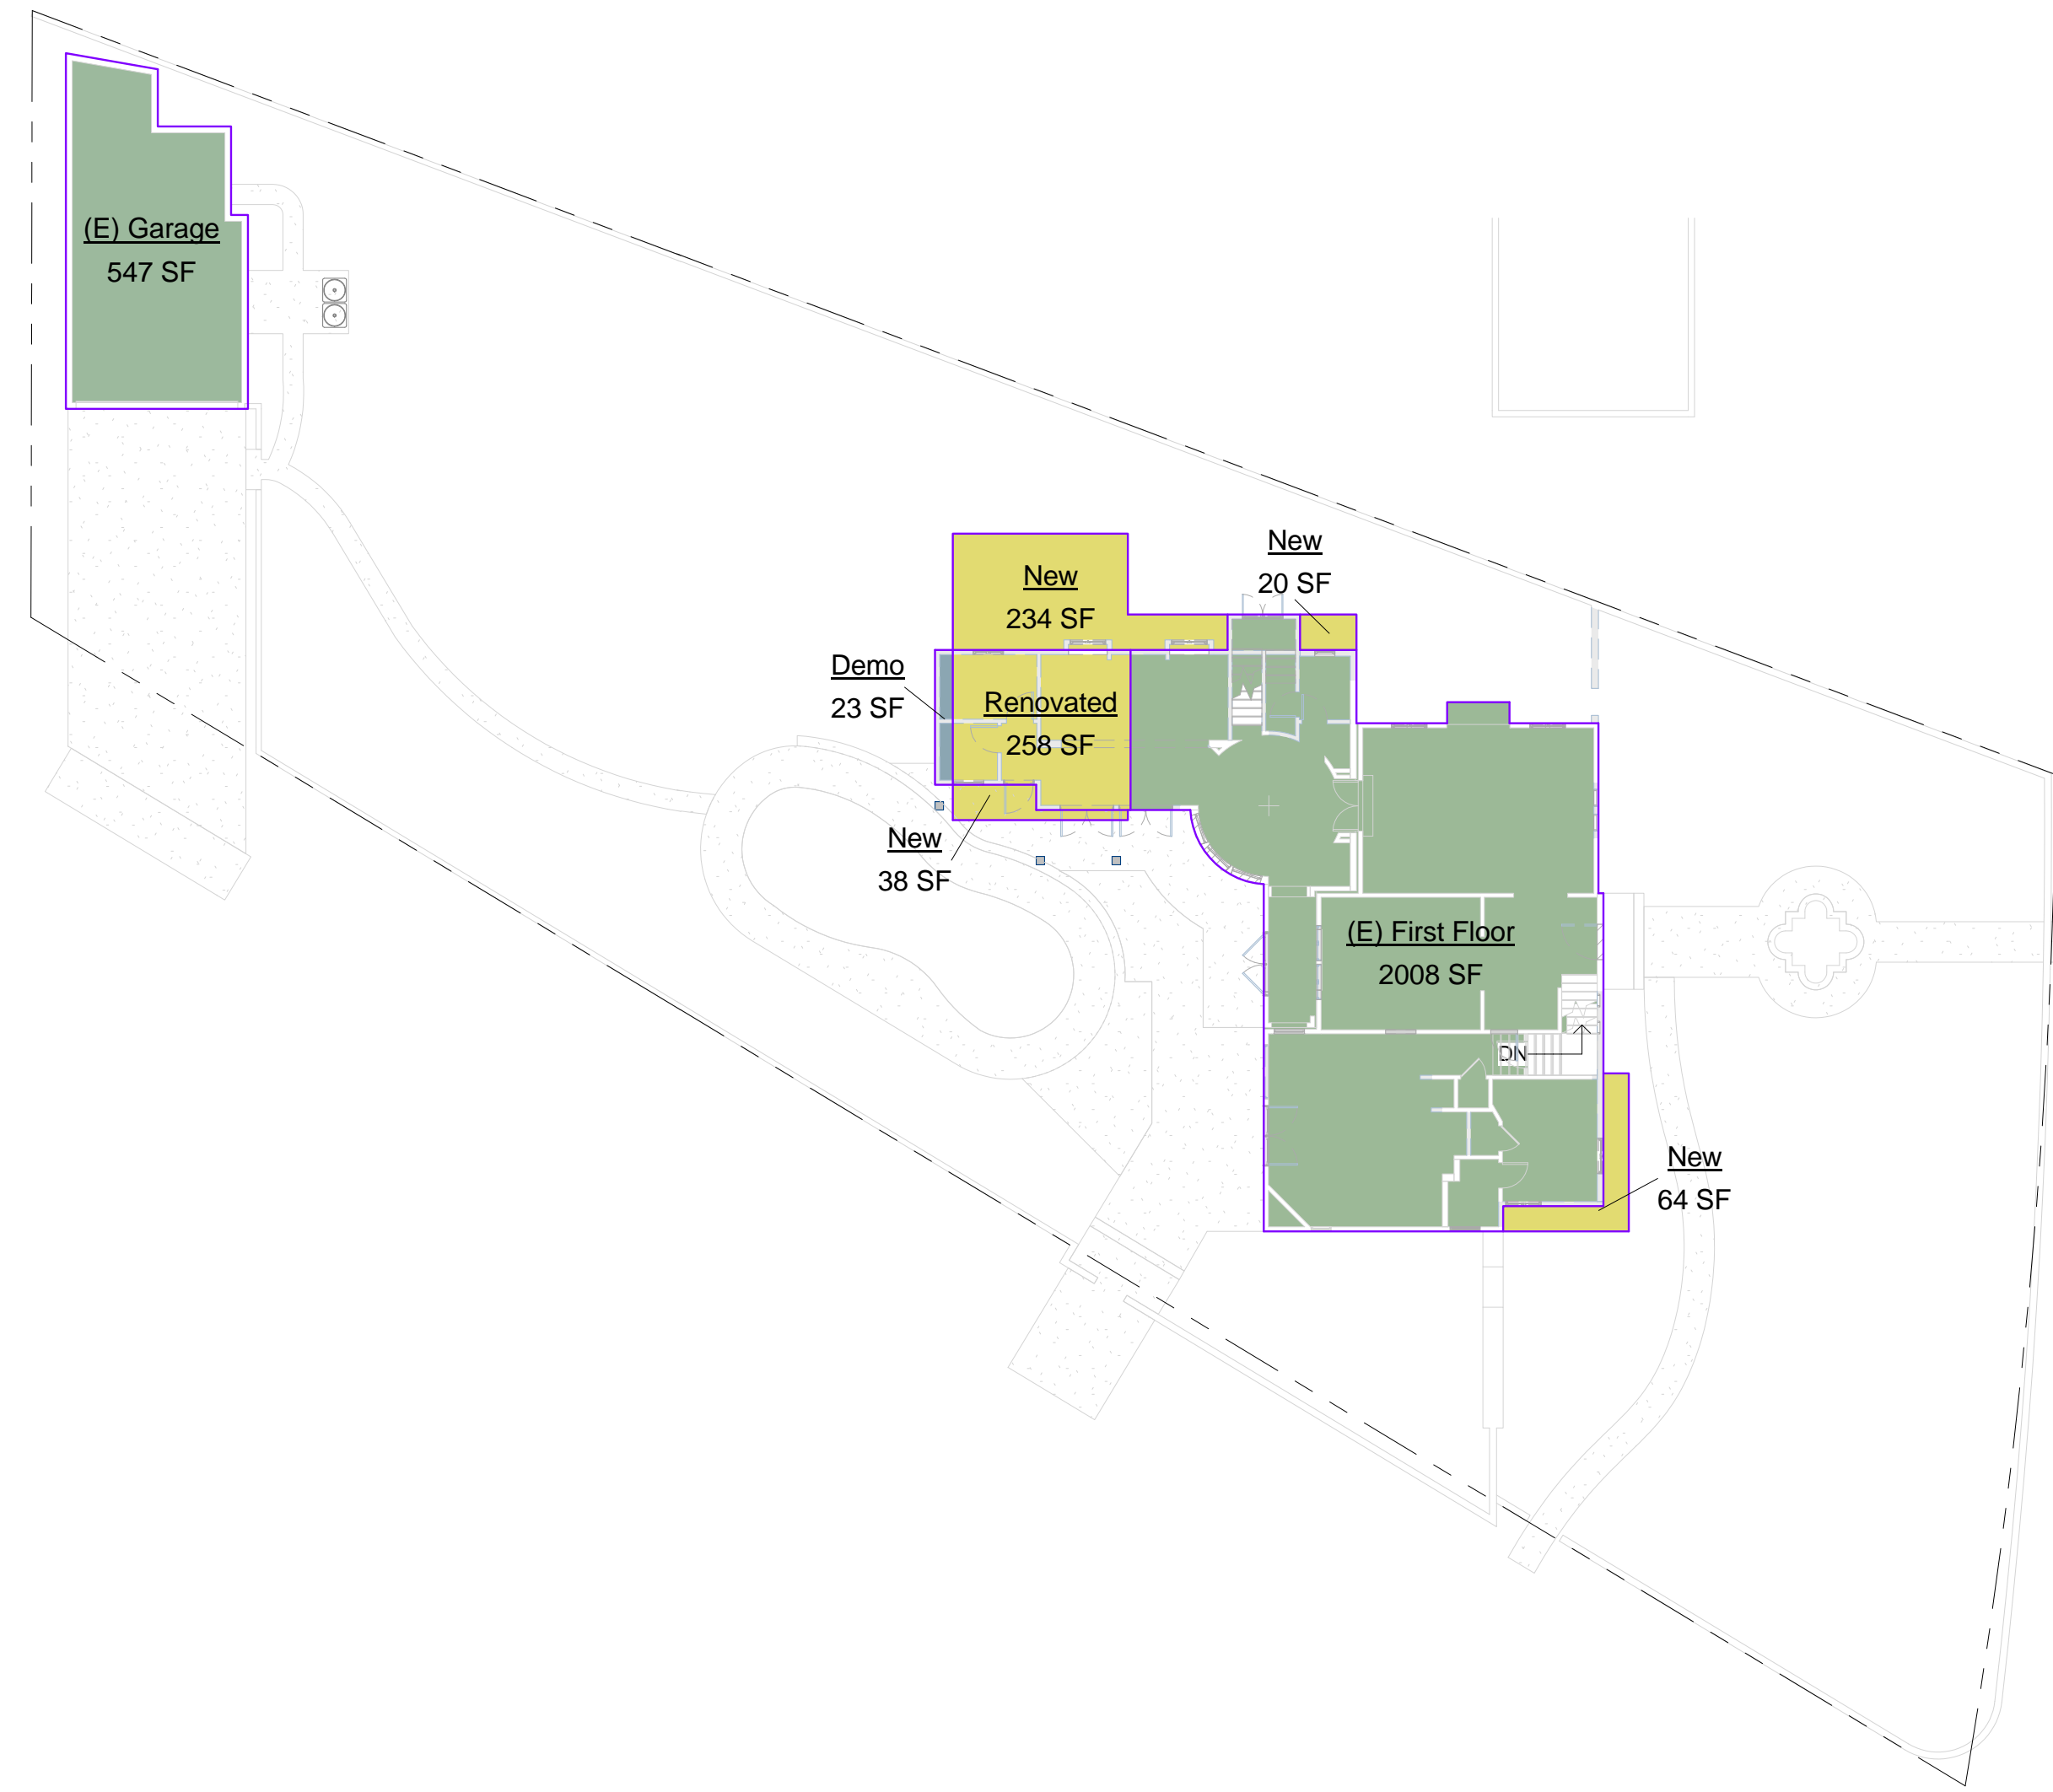 (E) Garage
547 SF
New
20 SF
New
234 SF
Demo
23 SF
Renovated
258 SF
New
38 SF
(E) First Floor
2008 SF
DN
New
64 SF